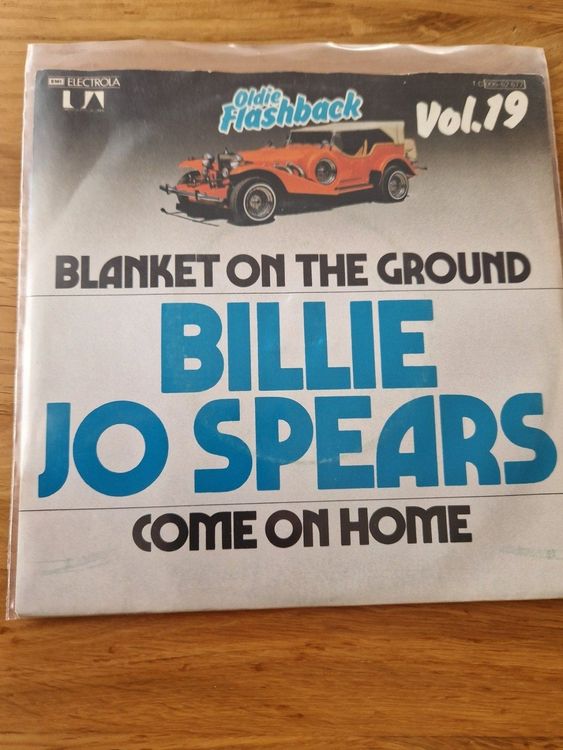 EMI ELECTROLA
UA
Oldie
Flashback
Vol.19
BLANKET ON THE GROUND
BILLIE
JO SPEARS
COME ON HOME